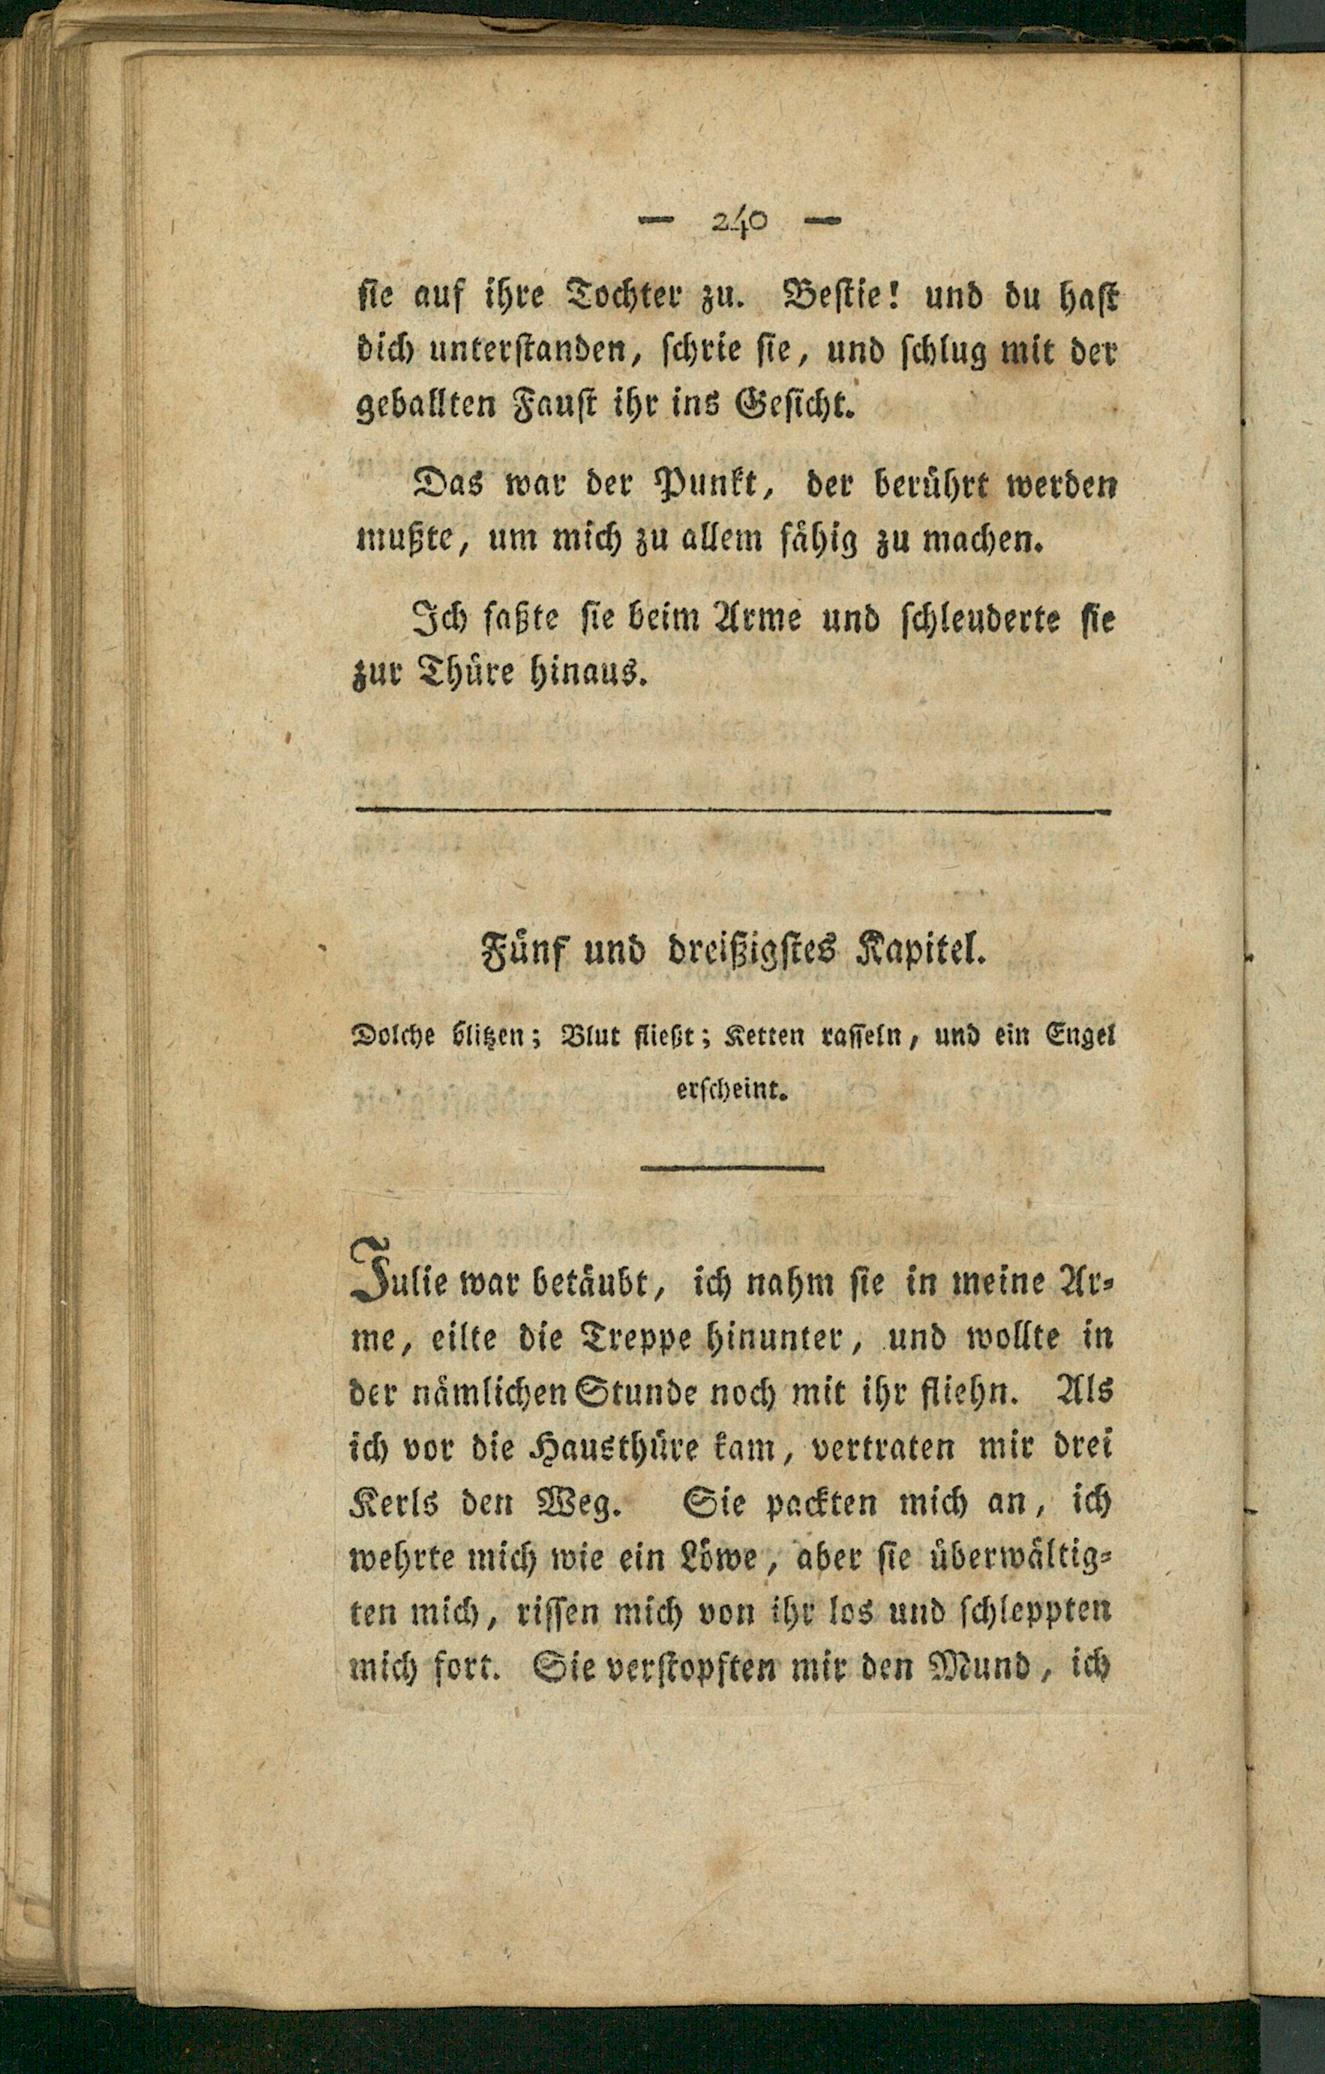 — 240 —
sie auf ihre Tochter zu. Bestie! und du hast
dich unterstanden, schrie sie, und schlug mit der
geballten Faust ihr ins Gesicht.
Das war der Punkt, der berührt werden
mußte, um mich zu allem fähig zu machen.
Ich faßte sie beim Arme und schleuderte sie
zur Thüre hinaus.
Fünf und dreißigstes Kapitel.
Dolche blitzen; Blut fließt; Ketten rasseln, und ein Engel
erscheint.
Julie war betäubt, ich nahm sie in meine Ar-
me, eilte die Treppe hinunter, und wollte in
der nämlichen Stunde noch mit ihr fliehn. Als
ich vor die Hausthüre kam, vertraten mir drei
Kerls den Weg. Sie packten mich an, ich
wehrte mich wie ein Löwe, aber sie überwältig-
ten mich, rissen mich von ihr los und schleppten
mich fort. Sie verstopften mir den Mund, ich